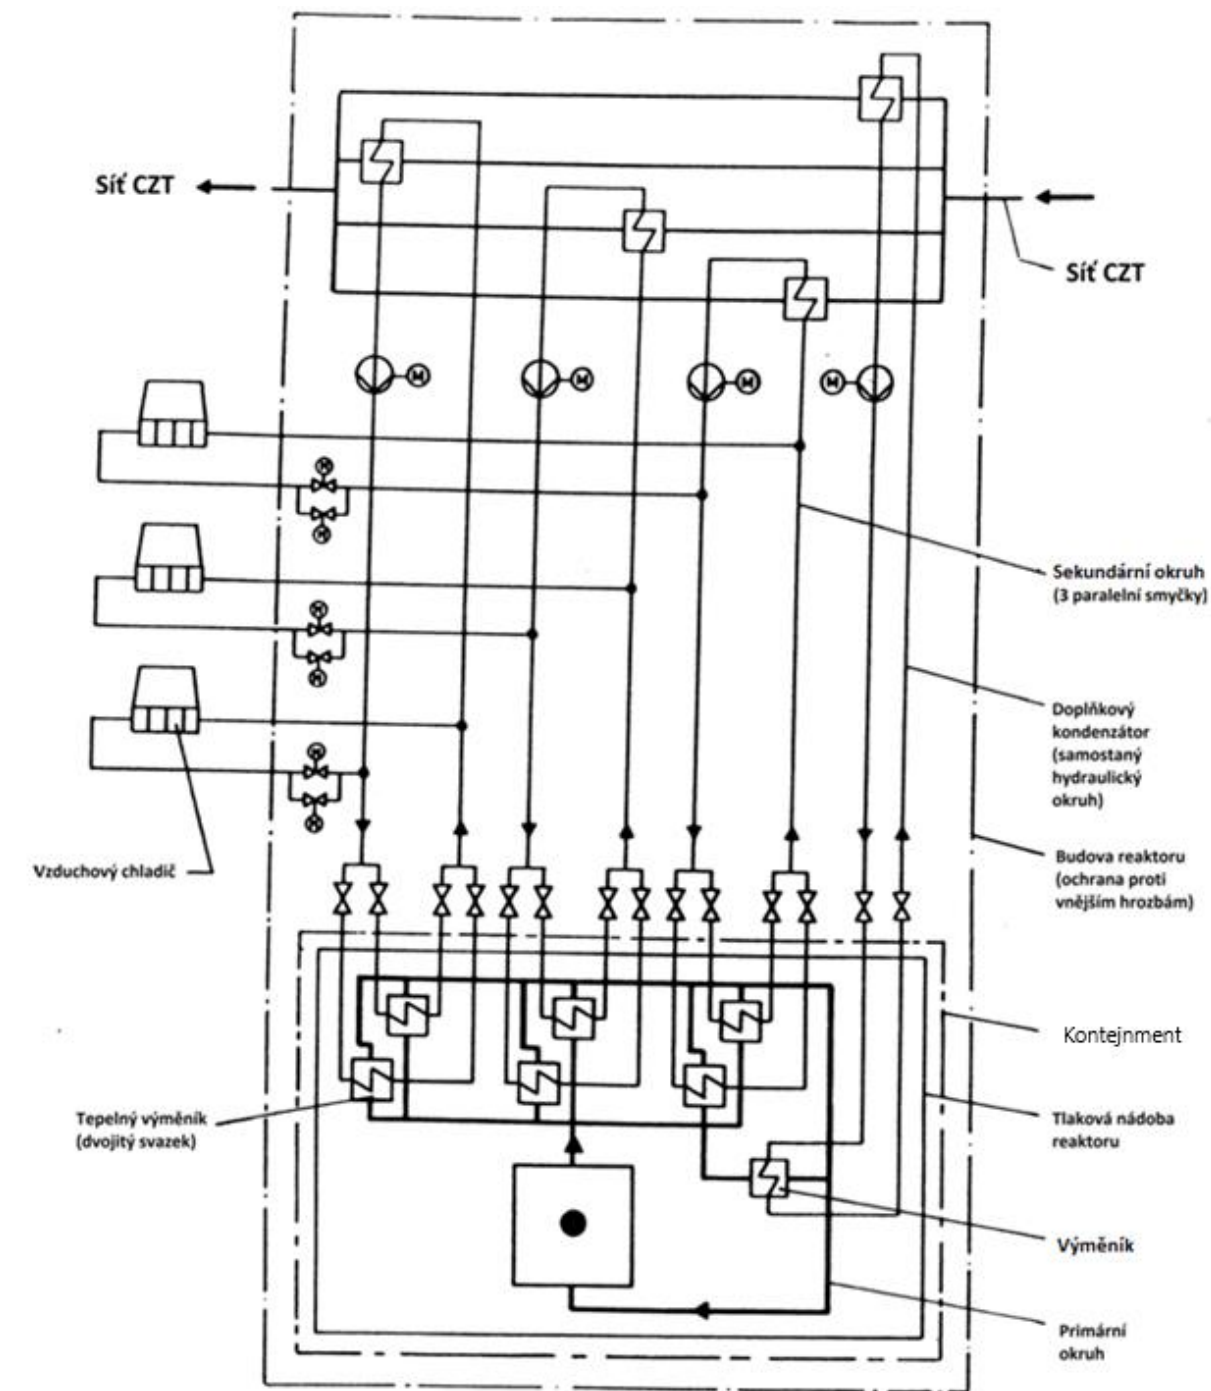 Síť CZT
Síť CZT
M
M
M
M
M
M
Sekundární okruh
(3 paralelní smyčky)
M
M
Doplňkový
kondenzátor
(samostaný
hydraulický
okruh)
M
M
Budova reaktoru
(ochrana proti
vnějším hrozbám)
Vzduchový chladič
Kontejnment
Tepelný výměník
(dvojitý svazek)
Tlaková nádoba
reaktoru
Výměník
Primární
okruh